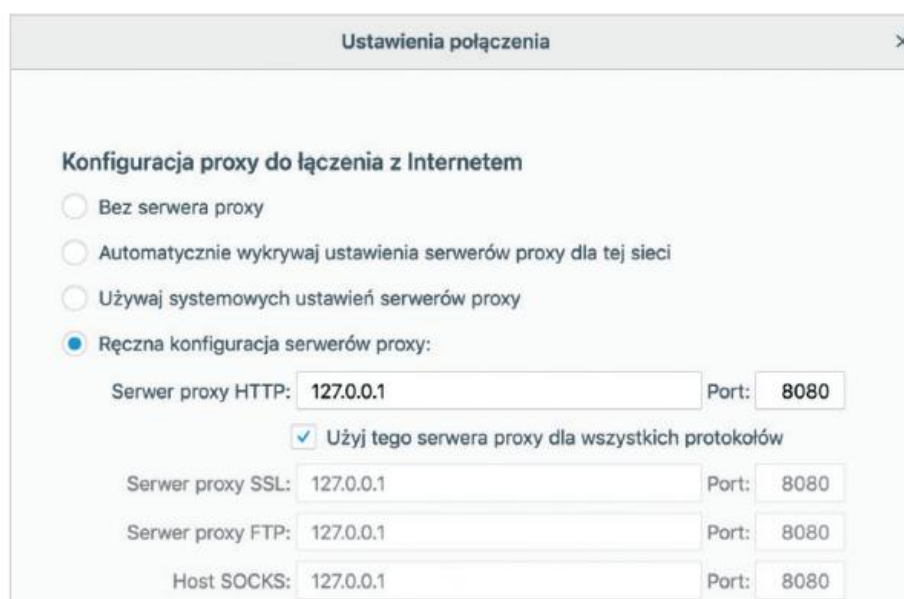 Ustawienia połączenia ×
Konfiguracja proxy do łączenia z Internetem
Bez serwera proxy
Automatycznie wykrywaj ustawienia serwerów proxy dla tej sieci
Używaj systemowych ustawień serwerów proxy
Ręczna konfiguracja serwerów proxy:
Serwer proxy HTTP: 127.0.0.1 Port: 8080
Użyj tego serwera proxy dla wszystkich protokołów
Serwer proxy SSL: 127.0.0.1 Port: 8080
Serwer proxy FTP: 127.0.0.1 Port: 8080
Host SOCKS: 127.0.0.1 Port: 8080